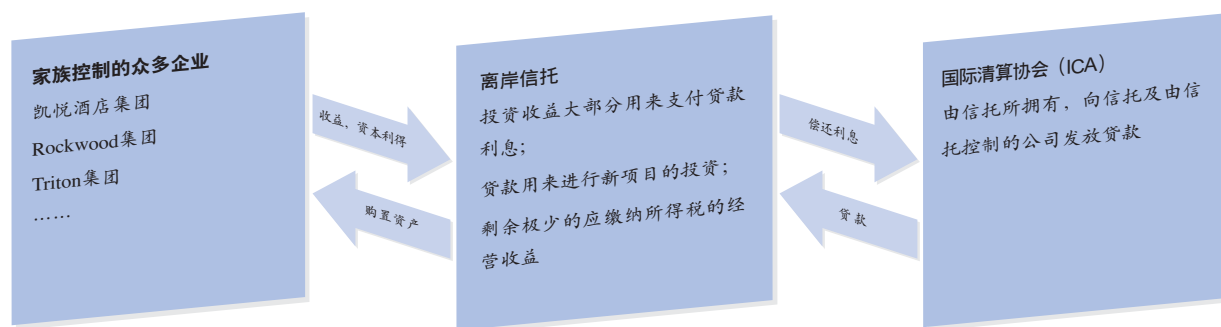 家族控制的众多企业
凯悦酒店集团
Rockwood集团
Triton集团
……
收益、资本利得
购置资产
离岸信托
投资收益大部分用来支付贷款
利息；
贷款用来进行新项目的投资；
剩余极少的应缴纳所得税的经
营收益
偿还利息
贷款
国际清算协会（ICA）
由信托所拥有，向信托及由信
托控制的公司发放贷款